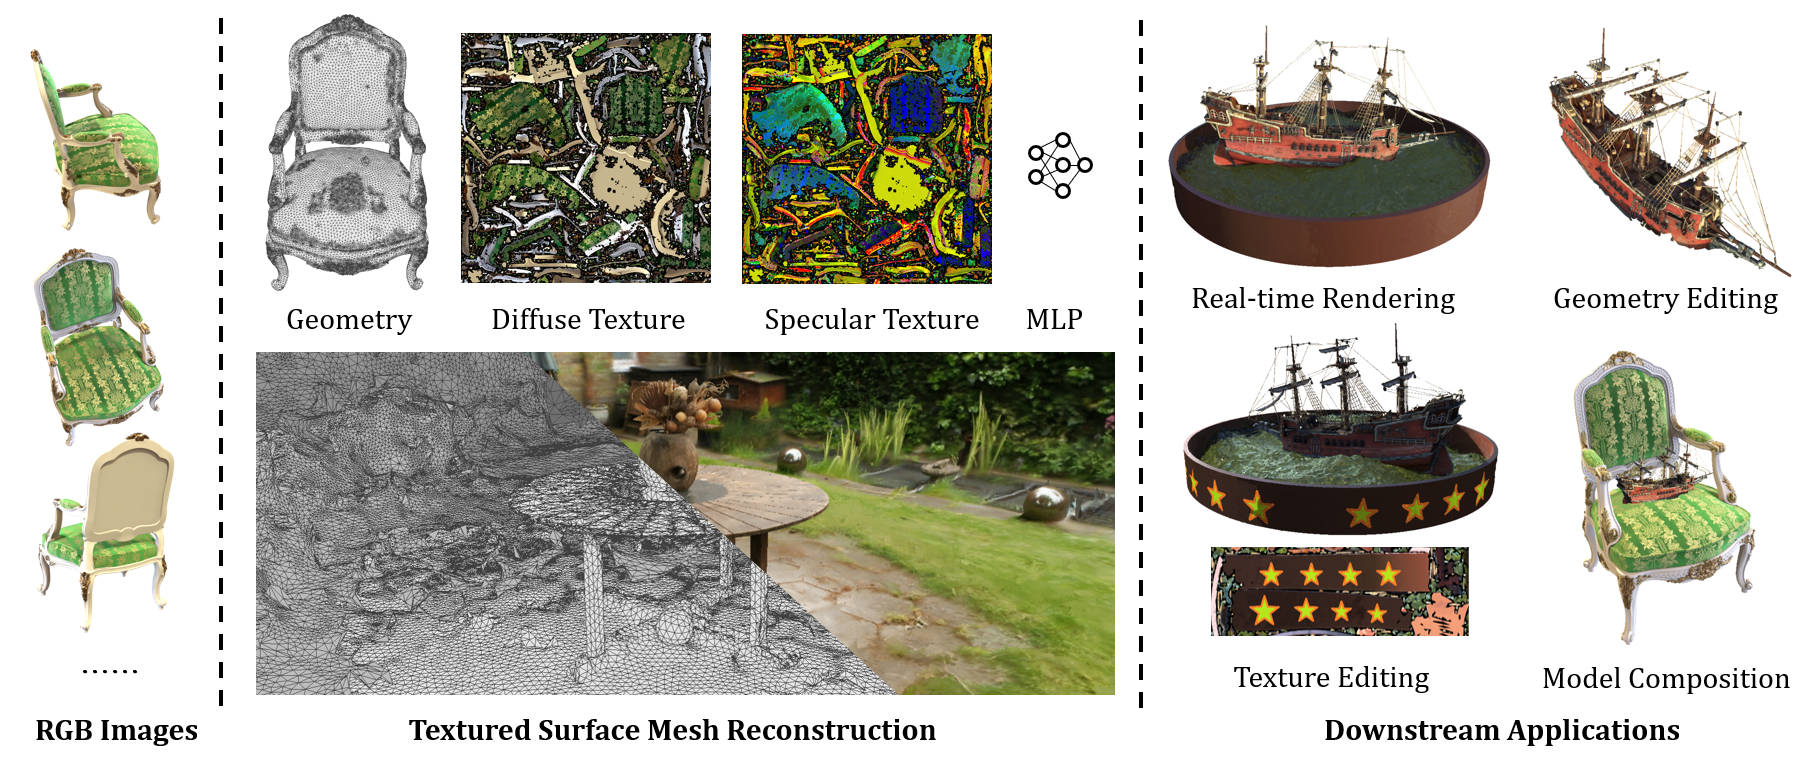 Geometry
Diffuse Texture
Specular Texture
MLP
Real-time Rendering
Geometry Editing
Texture Editing
Model Composition
......
RGB Images
Textured Surface Mesh Reconstruction
Downstream Applications